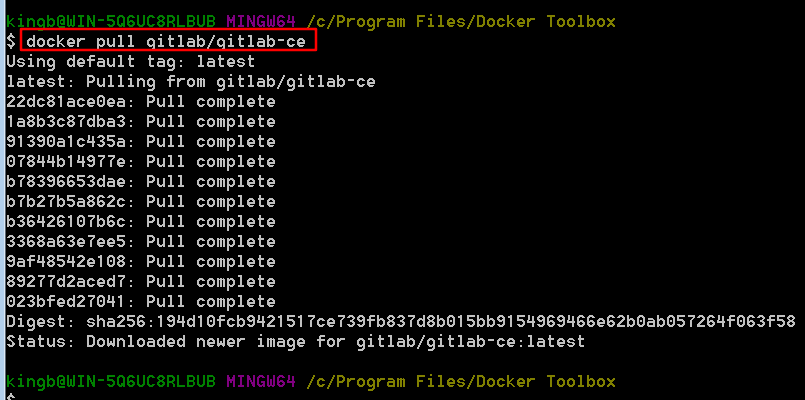 kingb@WIN-5Q6UC8RLBUB MINGW64 /c/Program Files/Docker Toolbox
$ docker pull gitlab/gitlab-ce
Using default tag: latest
latest: Pulling from gitlab/gitlab-ce
22dc81ace0ea: Pull complete
1a8b3c87dba3: Pull complete
91390a1c435a: Pull complete
07844b14977e: Pull complete
b78396653dae: Pull complete
b7b27b5a862c: Pull complete
b36426107b6c: Pull complete
3368a63e7ee5: Pull complete
9af48542e108: Pull complete
89277d2aced7: Pull complete
023bfed27041: Pull complete
Digest: sha256:194d10fcb9421517ce739fb837d8b015bb9154969466e62b0ab057264f063f58
Status: Downloaded newer image for gitlab/gitlab-ce:latest
kingb@WIN-5Q6UC8RLBUB MINGW64 /c/Program Files/Docker Toolbox
$